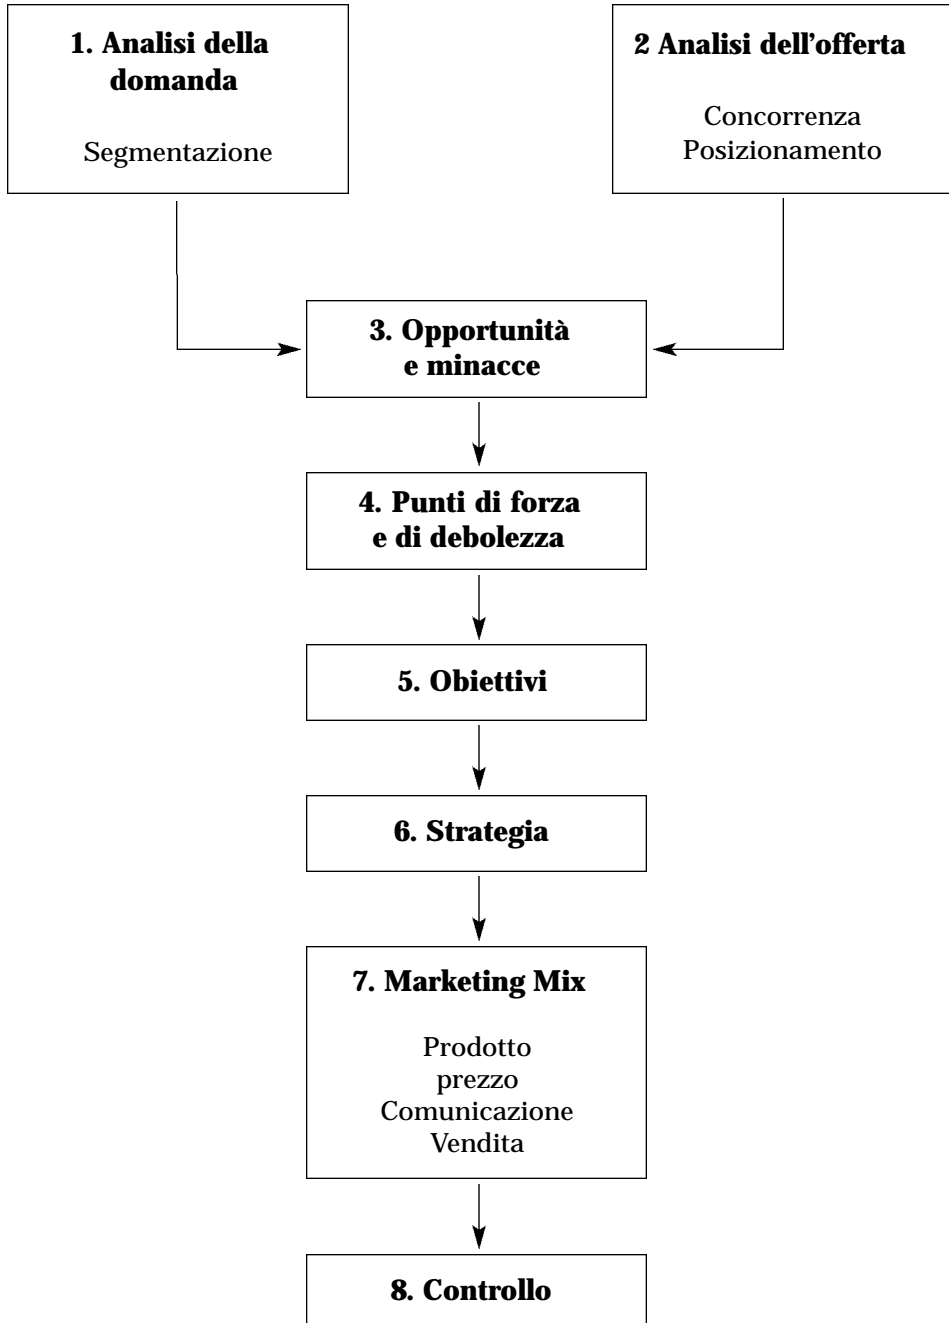 1. Analisi della
domanda
Segmentazione
2 Analisi dell'offerta
Concorrenza
Posizionamento
3. Opportunità
e minacce
4. Punti di forza
e di debolezza
5. Obiettivi
6. Strategia
7. Marketing Mix
Prodotto
prezzo
Comunicazione
Vendita
8. Controllo